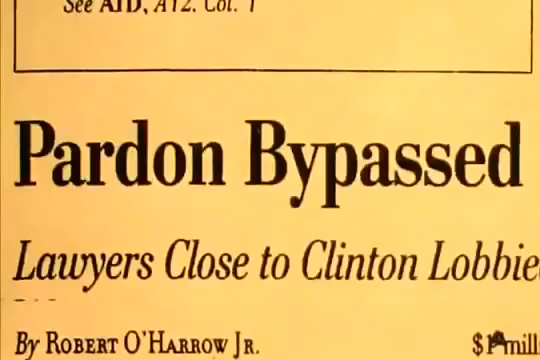 See AID, A12, Col. 1
Pardon Bypassed
Lawyers Close to Clinton Lobbie
By ROBERT O'HARROW JR.